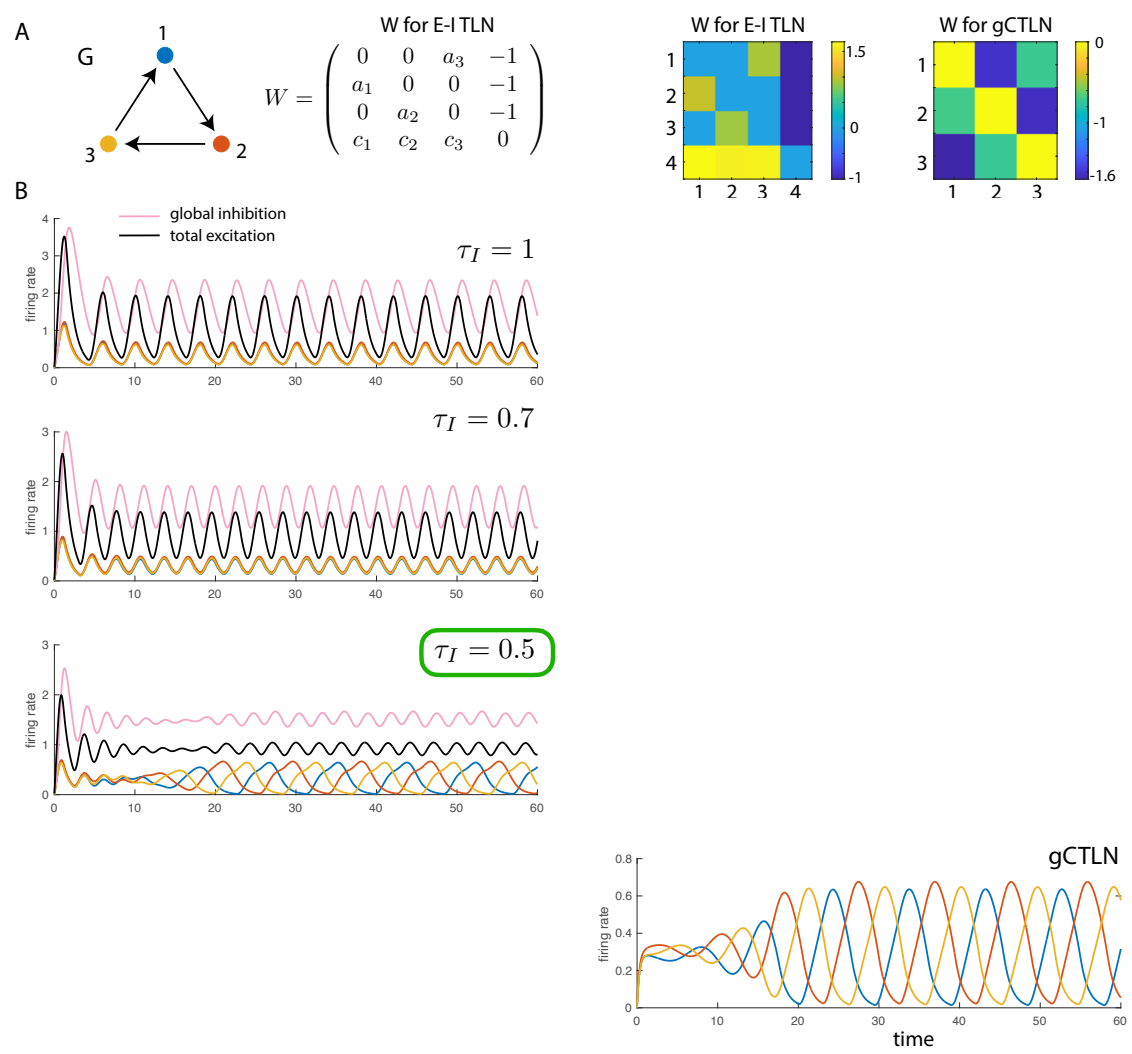 A
G
1
2
3
W for E-I TLN
W =
0 0 a₃ −1
a₁ 0 0 −1
0 a₂ 0 −1
c₁ c₂ c₃ 0
W for E-I TLN
1
2
3
4
1 2 3 4
1.5
0
-1
W for gCTLN
1
2
3
1 2 3
0
-1
-1.6
B
global inhibition
total excitation
τ_I = 1
firing rate
4
3
2
1
0
0 10 20 30 40 50 60
τ_I = 0.7
firing rate
3
2
1
0
0 10 20 30 40 50 60
τ_I = 0.5
firing rate
3
2
1
0
0 10 20 30 40 50 60
gCTLN
firing rate
0.8
0.6
0.4
0.2
0
0 10 20 30 40 50 60
time